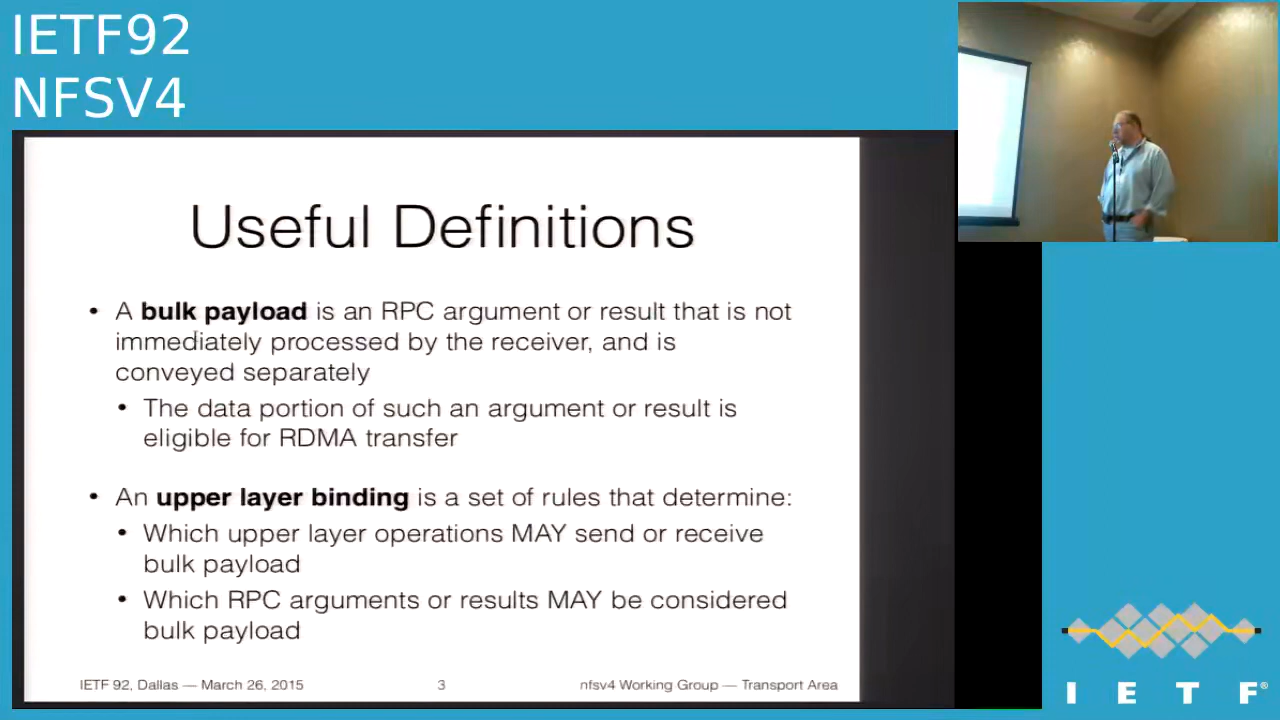 IETF92
NFSV4
Useful Definitions
• A bulk payload is an RPC argument or result that is not
immediately processed by the receiver, and is
conveyed separately
• The data portion of such an argument or result is
eligible for RDMA transfer
• An upper layer binding is a set of rules that determine:
• Which upper layer operations MAY send or receive
bulk payload
• Which RPC arguments or results MAY be considered
bulk payload
IETF 92, Dallas — March 26, 2015
3
nfsv4 Working Group — Transport Area
I E T F®